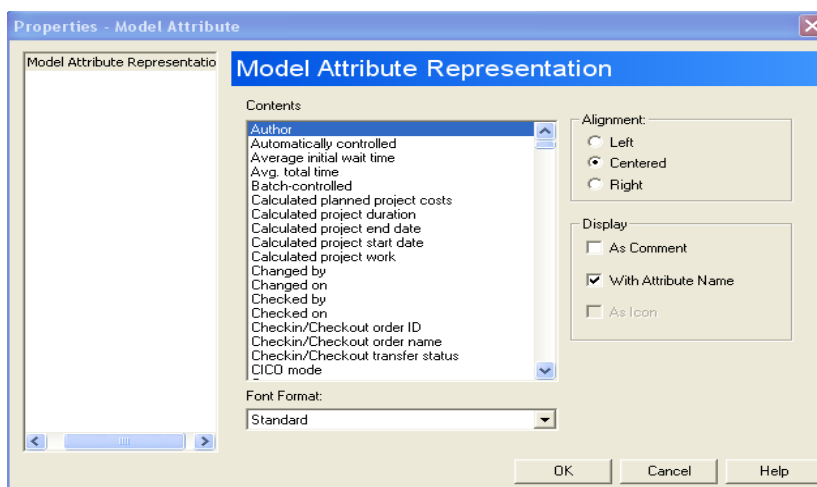 Properties - Model Attribute
Model Attribute Representatio
Model Attribute Representation
Contents
Author
Automatically controlled
Average initial wait time
Avg. total time
Batch-controlled
Calculated planned project costs
Calculated project duration
Calculated project end date
Calculated project start date
Calculated project work
Changed by
Changed on
Checked by
Checked on
Checkin/Checkout order ID
Checkin/Checkout order name
Checkin/Checkout transfer status
CICO mode
Font Format:
Standard
Alignment:
Left
Centered
Right
Display
As Comment
With Attribute Name
As Icon
OK
Cancel
Help